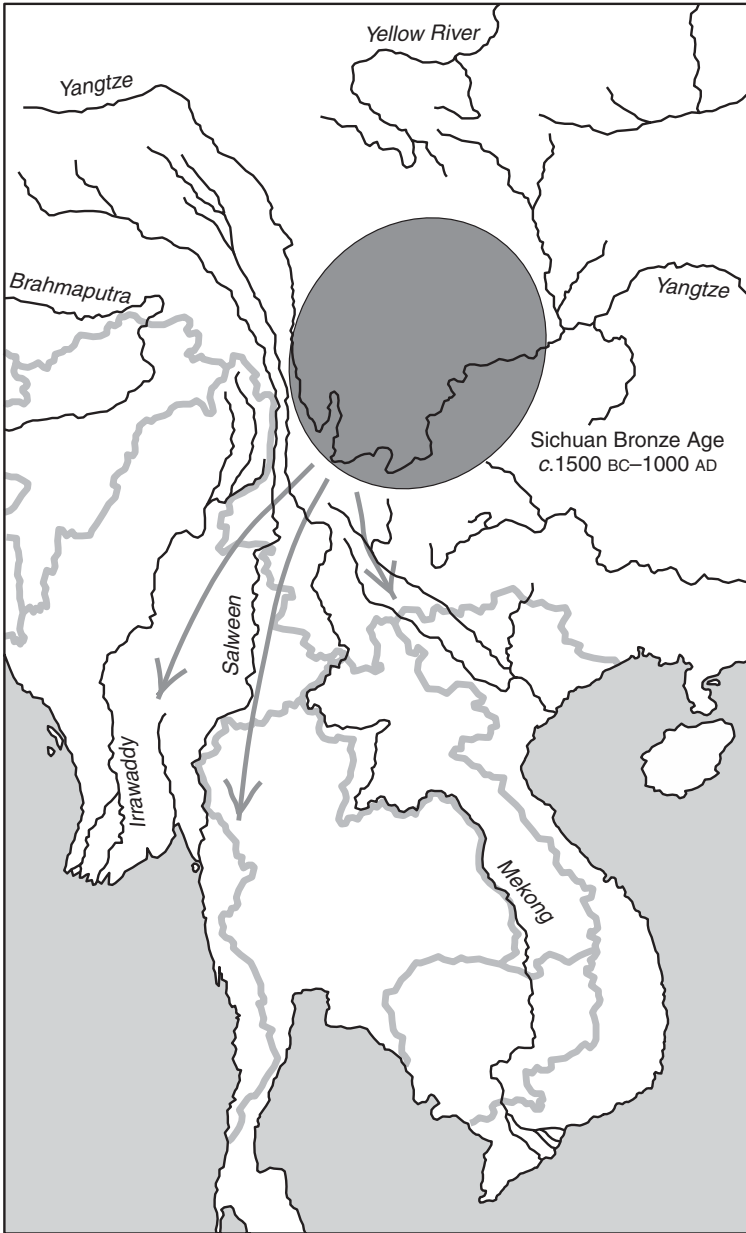 Yellow River
Yangtze
Brahmaputra
Yangtze
Sichuan Bronze Age
c.1500 BC–1000 AD
Salween
Irrawaddy
Mekong